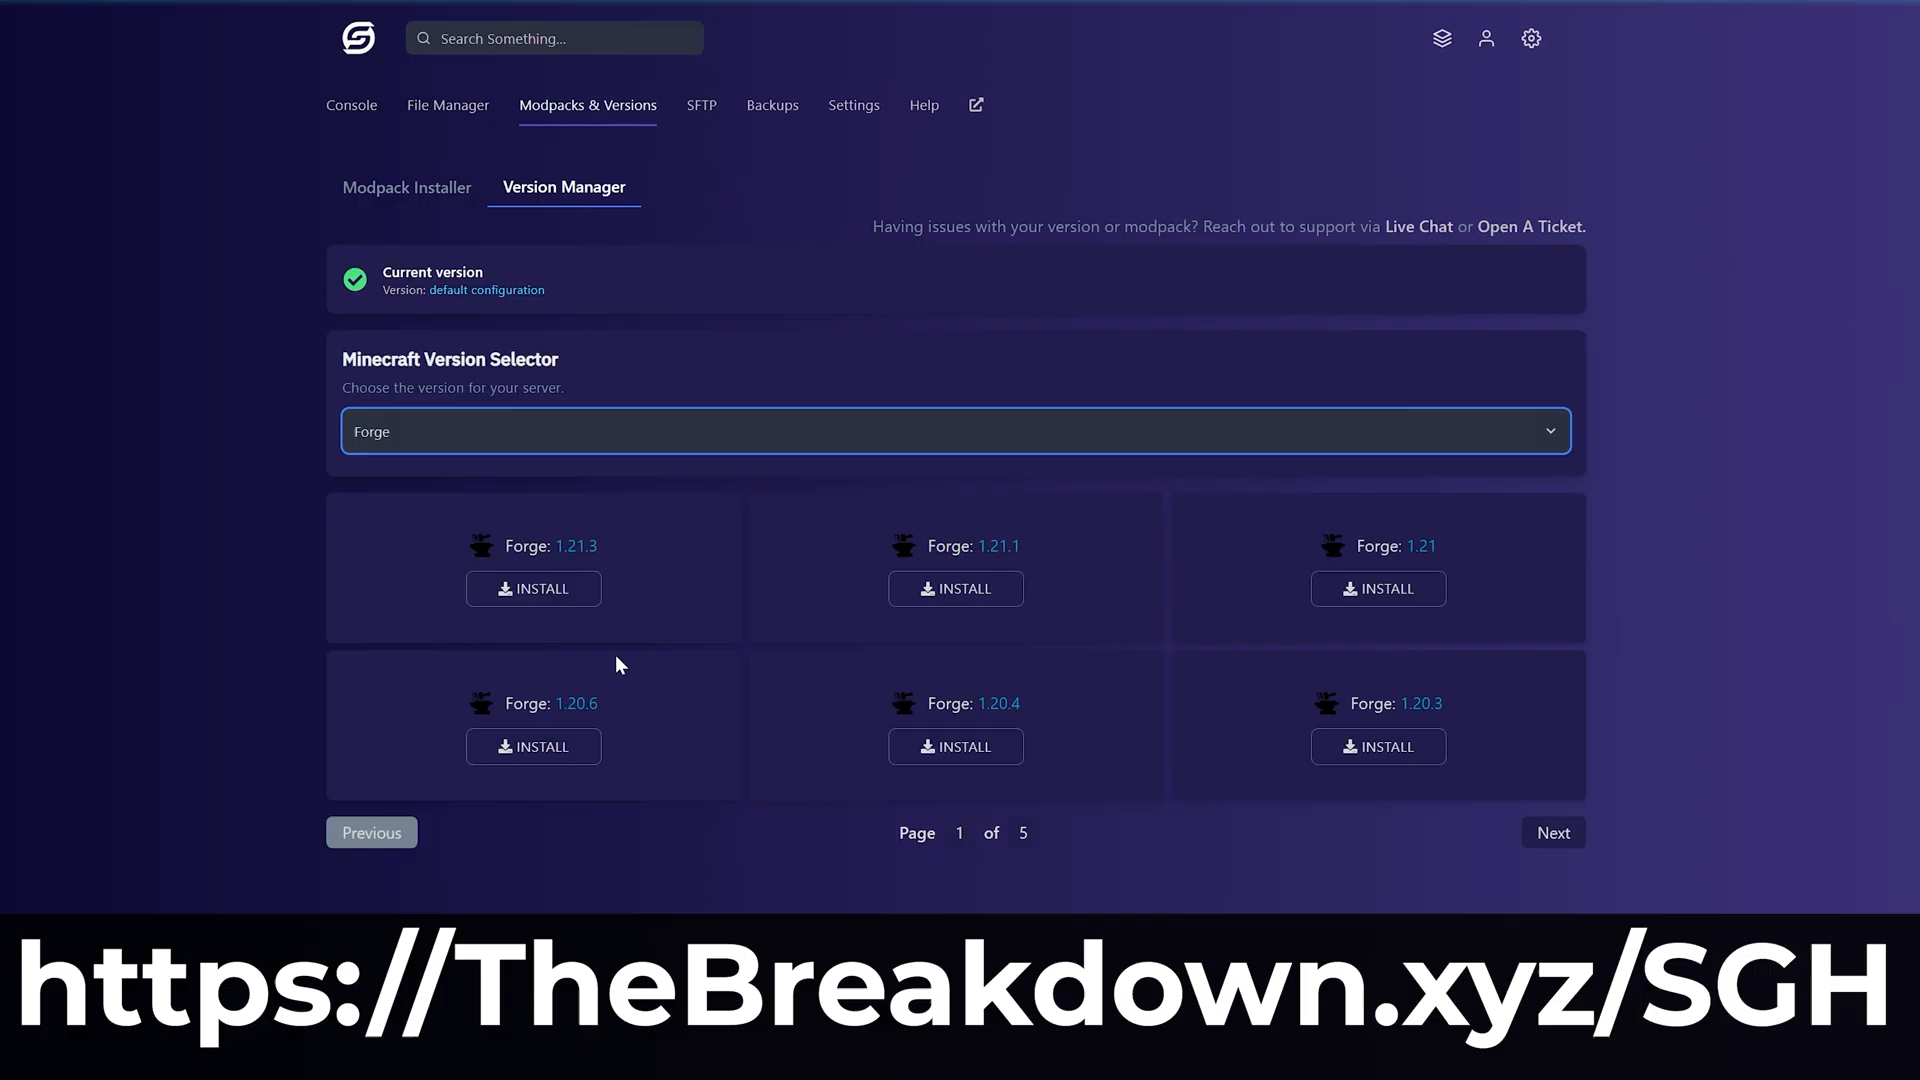 Search Something...
Console File Manager Modpacks & Versions SFTP Backups Settings Help
Modpack Installer Version Manager
Having issues with your version or modpack? Reach out to support via Live Chat or Open A Ticket.
Current version
Version: default configuration
Minecraft Version Selector
Choose the version for your server.
Forge
Forge: 1.21.3 Forge: 1.21.1 Forge: 1.21
INSTALL INSTALL INSTALL
Forge: 1.20.6 Forge: 1.20.4 Forge: 1.20.3
INSTALL INSTALL INSTALL
Previous Page 1 of 5 Next
https://TheBreakdown.xyz/SGH